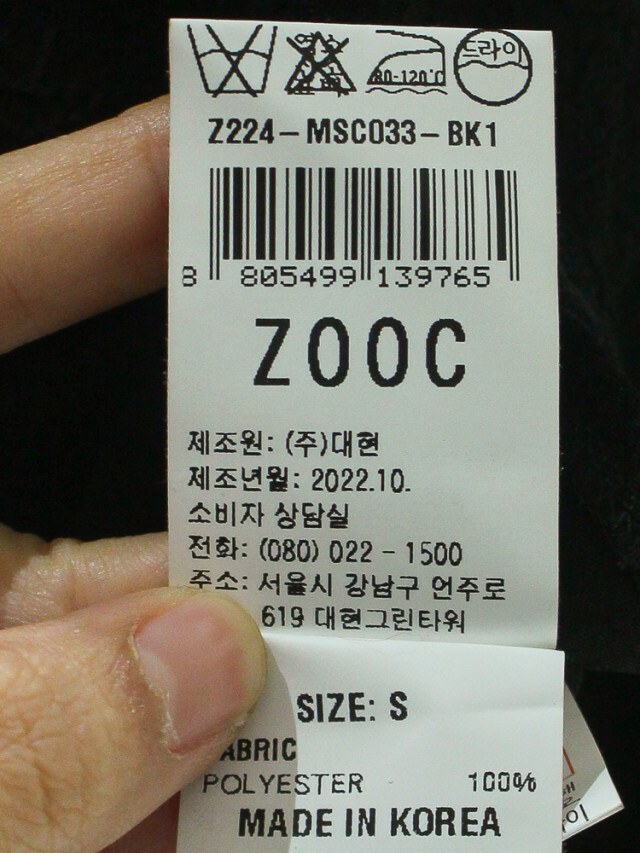 80-120℃ 드라이
Z224-MSC033-BK1
8 805499 139765
ZOOC
제조원: (주)대현
제조년월: 2022.10.
소비자 상담실
전화: (080) 022 - 1500
주소: 서울시 강남구 언주로
619 대현그린타워
SIZE: S
ABRIC
POLYESTER 100%
MADE IN KOREA